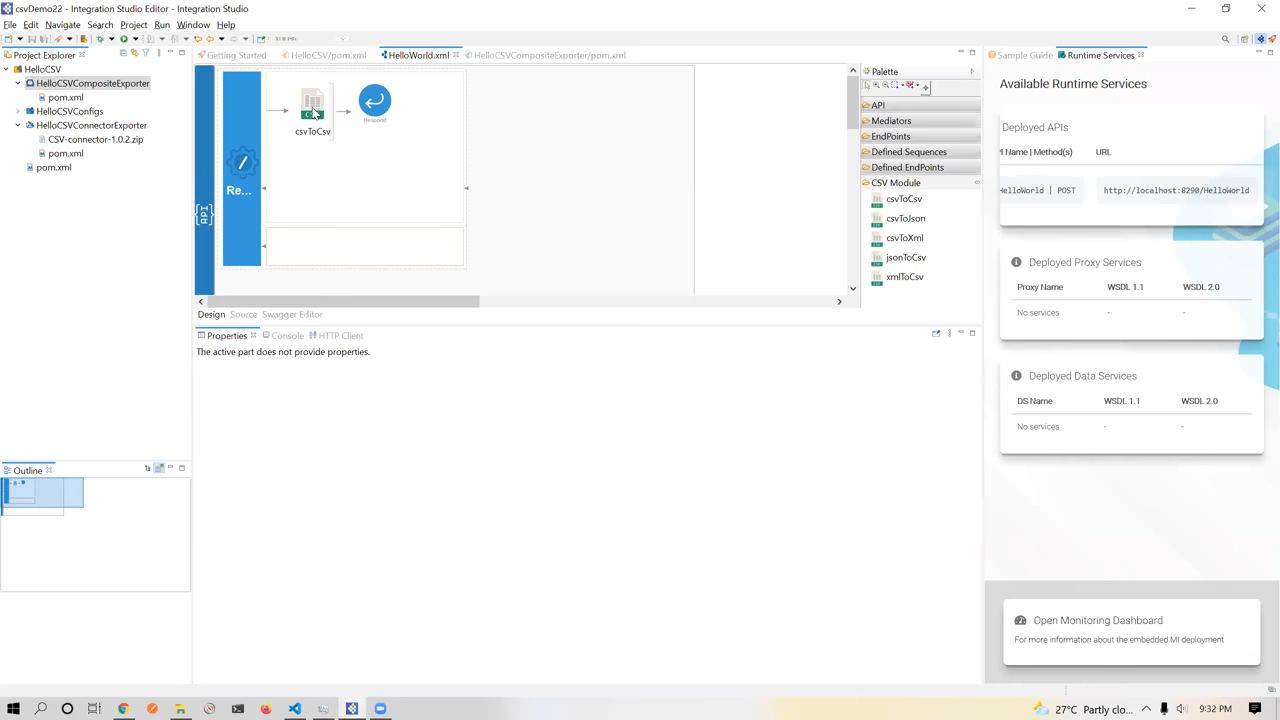 csvDemo22 - Integration Studio Editor - Integration Studio
File Edit Navigate Search Project Run Window Help
Project Explorer
HelloCSV
HelloCSVCompositeExporter
pom.xml
HelloCSVConfigs
HelloCSVConnectorExporter
CSV-connector-1.0.2.zip
pom.xml
pom.xml
Getting Started HelloCSV/pom.xml HelloWorld.xml HelloCSVCompositeExporter/pom.xml
API
Re...
csvToCsv
Respond
Palette
API
Mediators
EndPoints
Defined Sequences
Defined EndPoints
CSV Module
csvToCsv
csvToJson
csvToXml
jsonToCsv
xmlToCsv
Design Source Swagger Editor
Properties Console HTTP Client
The active part does not provide properties.
Outline
Sample Guide Runtime Services
Available Runtime Services
Deployed APIs
I Name | Method(s) URL
HelloWorld | POST http://localhost:8290/HelloWorld
Deployed Proxy Services
Proxy Name WSDL 1.1 WSDL 2.0
No services - -
Deployed Data Services
DS Name WSDL 1.1 WSDL 2.0
No services - -
Open Monitoring Dashboard
For more information about the embedded MI deployment
27°C Partly clo... 9:32 PM